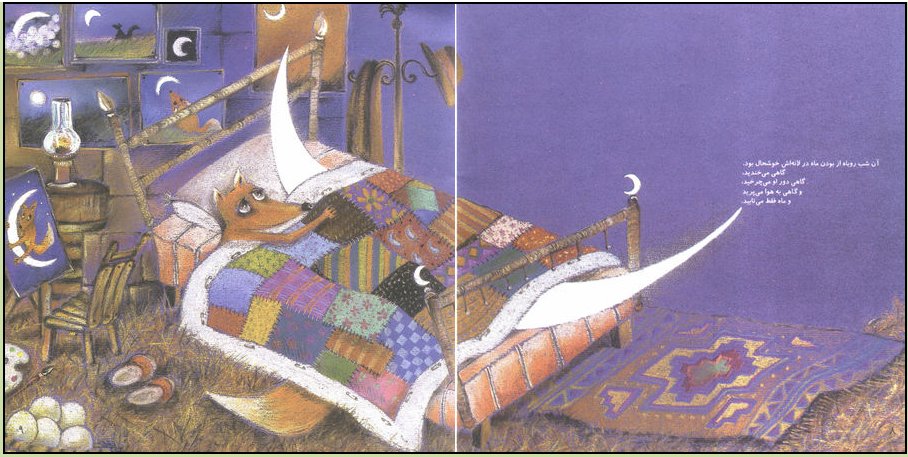 آن شب روباه از بودن ماه در لانه‌اش خوشحال بود.
گاهی می‌خندید،
گاهی دور او می‌چرخید،
و گاهی به هوا می‌پرید
و ماه فقط می‌تابید.